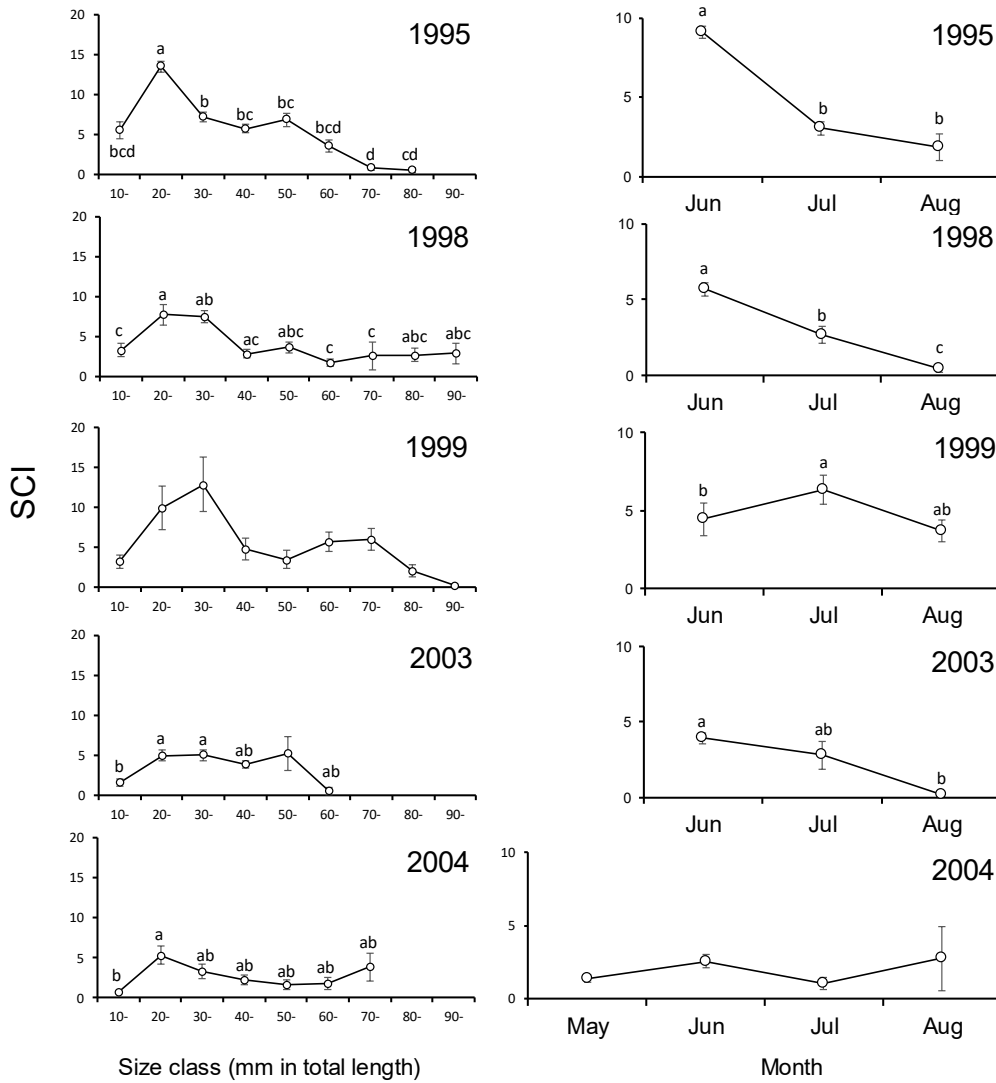 SCI
1995
20
15
10
5
0
a
b
bc
bc
bcd
bcd
d
cd
10- 20- 30- 40- 50- 60- 70- 80- 90-
1995
10
5
0
a
b
b
Jun Jul Aug
1998
20
15
10
5
0
c
a
ab
ac
abc
c
c
abc
abc
10- 20- 30- 40- 50- 60- 70- 80- 90-
1998
10
5
0
a
b
c
Jun Jul Aug
1999
20
15
10
5
0
10- 20- 30- 40- 50- 60- 70- 80- 90-
1999
10
5
0
b
a
ab
Jun Jul Aug
2003
20
15
10
5
0
b
a
a
ab
ab
10- 20- 30- 40- 50- 60- 70- 80- 90-
2003
10
5
0
a
ab
b
Jun Jul Aug
2004
20
15
10
5
0
b
a
ab
ab
ab
ab
ab
10- 20- 30- 40- 50- 60- 70- 80- 90-
2004
10
5
0
May Jun Jul Aug
Size class (mm in total length)
Month